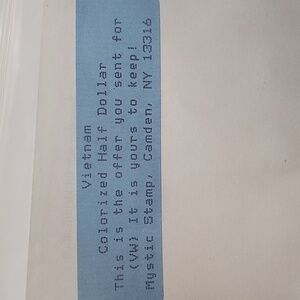 Vietnam
Colorized Half Dollar
This is the offer you sent for
(VW) It is yours to keep!
Mystic Stamp, Camden, NY 13316